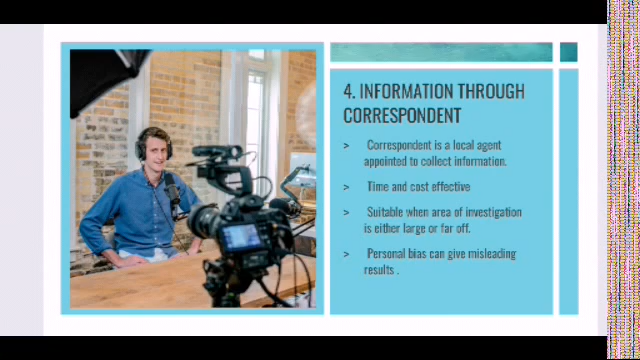 4. INFORMATION THROUGH
CORRESPONDENT
> Correspondent is a local agent
appointed to collect information.
> Time and cost effective
> Suitable when area of investigation
is either large or far off.
> Personal bias can give misleading
results .